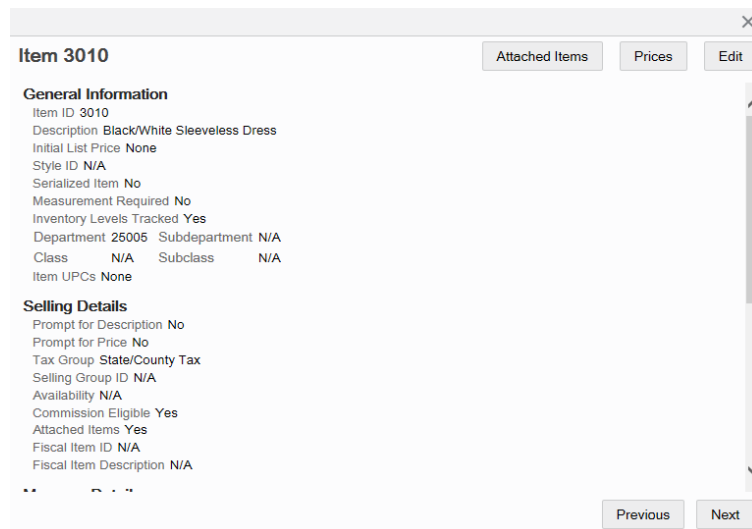 ×
Item 3010 Attached Items Prices Edit
General Information
Item ID 3010
Description Black/White Sleeveless Dress
Initial List Price None
Style ID N/A
Serialized Item No
Measurement Required No
Inventory Levels Tracked Yes
Department 25005 Subdepartment N/A
Class N/A Subclass N/A
Item UPCs None
Selling Details
Prompt for Description No
Prompt for Price No
Tax Group State/County Tax
Selling Group ID N/A
Availability N/A
Commission Eligible Yes
Attached Items Yes
Fiscal Item ID N/A
Fiscal Item Description N/A
Previous Next